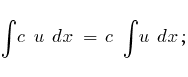 ∫c u dx = c ∫u dx;